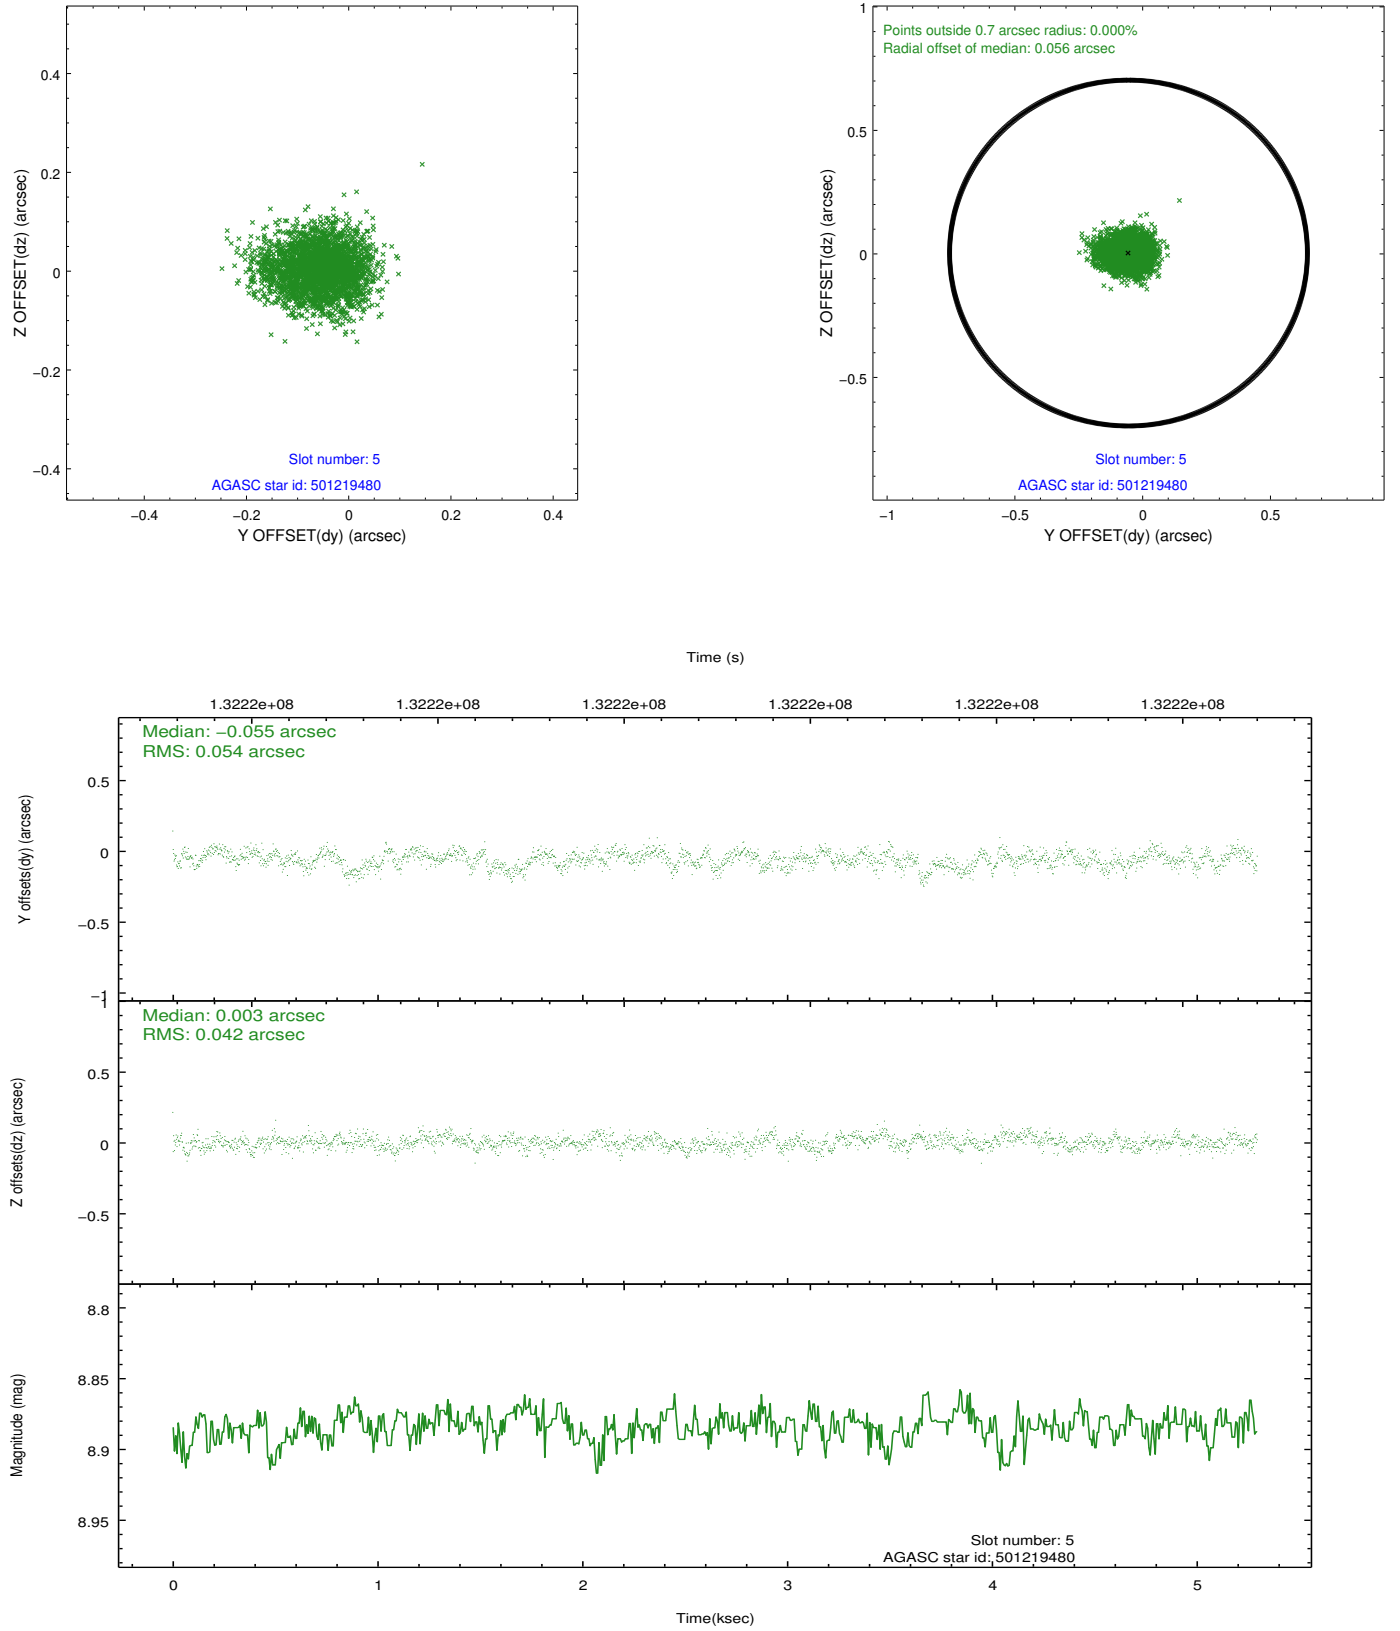 0.4
0.2
0
−0.2
−0.4
Z OFFSET(dz) (arcsec)
Slot number: 5
AGASC star id: 501219480
−0.4 −0.2 0 0.2 0.4
Y OFFSET(dy) (arcsec)
1
0.5
0
−0.5
Z OFFSET(dz) (arcsec)
Points outside 0.7 arcsec radius: 0.000%
Radial offset of median: 0.056 arcsec
Slot number: 5
AGASC star id: 501219480
−1 −0.5 0 0.5
Y OFFSET(dy) (arcsec)
Time (s)
1.3222e+08 1.3222e+08 1.3222e+08 1.3222e+08 1.3222e+08 1.3222e+08
Median: −0.055 arcsec
RMS: 0.054 arcsec
0.5
0
−0.5
−1
Y offsets(dy) (arcsec)
Median: 0.003 arcsec
RMS: 0.042 arcsec
1
0.5
0
−0.5
Z offsets(dz) (arcsec)
8.8
8.85
8.9
8.95
Magnitude (mag)
Slot number: 5
AGASC star id: 501219480
0 1 2 3 4 5
Time(ksec)